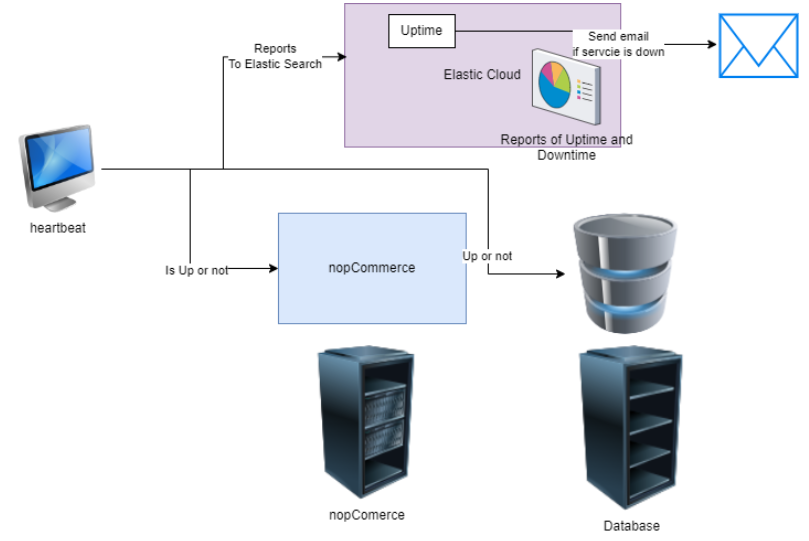 Uptime
Send email
if servcie is down
Reports
To Elastic Search
Elastic Cloud
Reports of Uptime and
Downtime
heartbeat
Is Up or not
nopCommerce
Up or not
nopComerce
Database